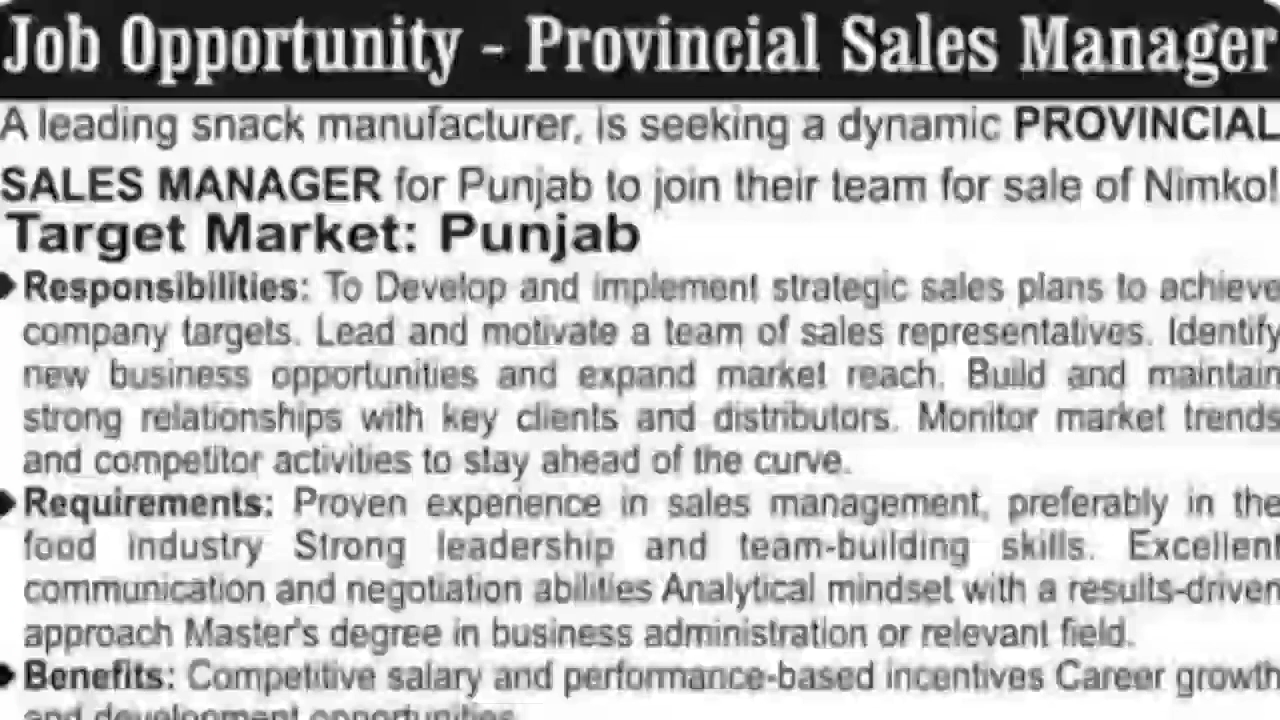 Job Opportunity - Provincial Sales Manager
A leading snack manufacturer, is seeking a dynamic PROVINCIAL
SALES MANAGER for Punjab to join their team for sale of Nimko!
Target Market: Punjab
Responsibilities: To Develop and implement strategic sales plans to achieve
company targets. Lead and motivate a team of sales representatives. Identify
new business opportunities and expand market reach. Build and maintain
strong relationships with key clients and distributors. Monitor market trends
and competitor activities to stay ahead of the curve.
Requirements: Proven experience in sales management, preferably in the
food industry Strong leadership and team-building skills. Excellent
communication and negotiation abilities Analytical mindset with a results-driven
approach Master's degree in business administration or relevant field.
Benefits: Competitive salary and performance-based incentives Career growth
and development opportunities